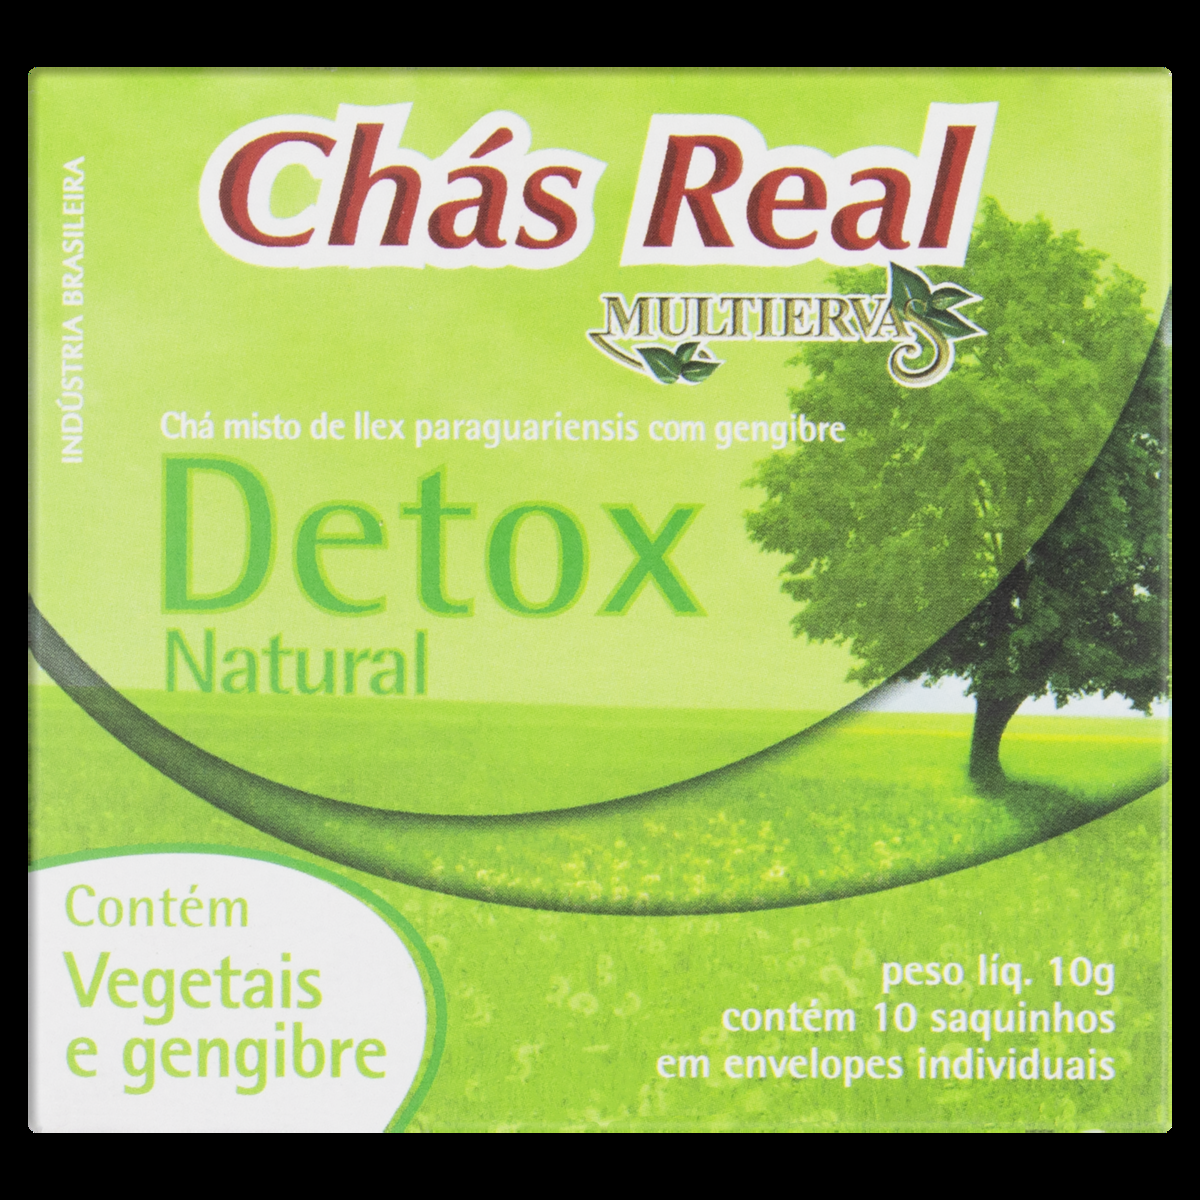 Chás Real
MULTIERVAS
INDÚSTRIA BRASILEIRA
Chá misto de Ilex paraguariensis com gengibre
Detox
Natural
Contém
Vegetais
e gengibre
peso líq. 10g
contém 10 saquinhos
em envelopes individuais